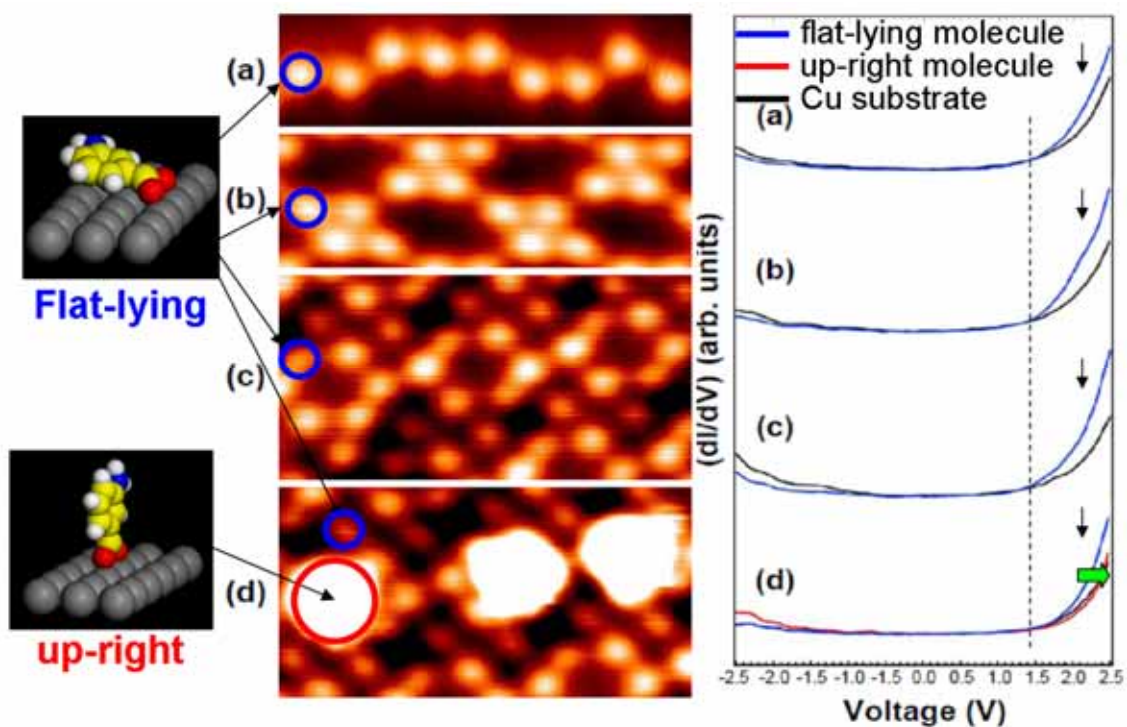 (a)
(b)
Flat-lying
(c)
(d)
up-right
flat-lying molecule
up-right molecule
Cu substrate
(a)
(b)
(c)
(d)
(dI/dV) (arb. units)
-2.5 -2.0 -1.5 -1.0 -0.5 0.0 0.5 1.0 1.5 2.0 2.5
Voltage (V)